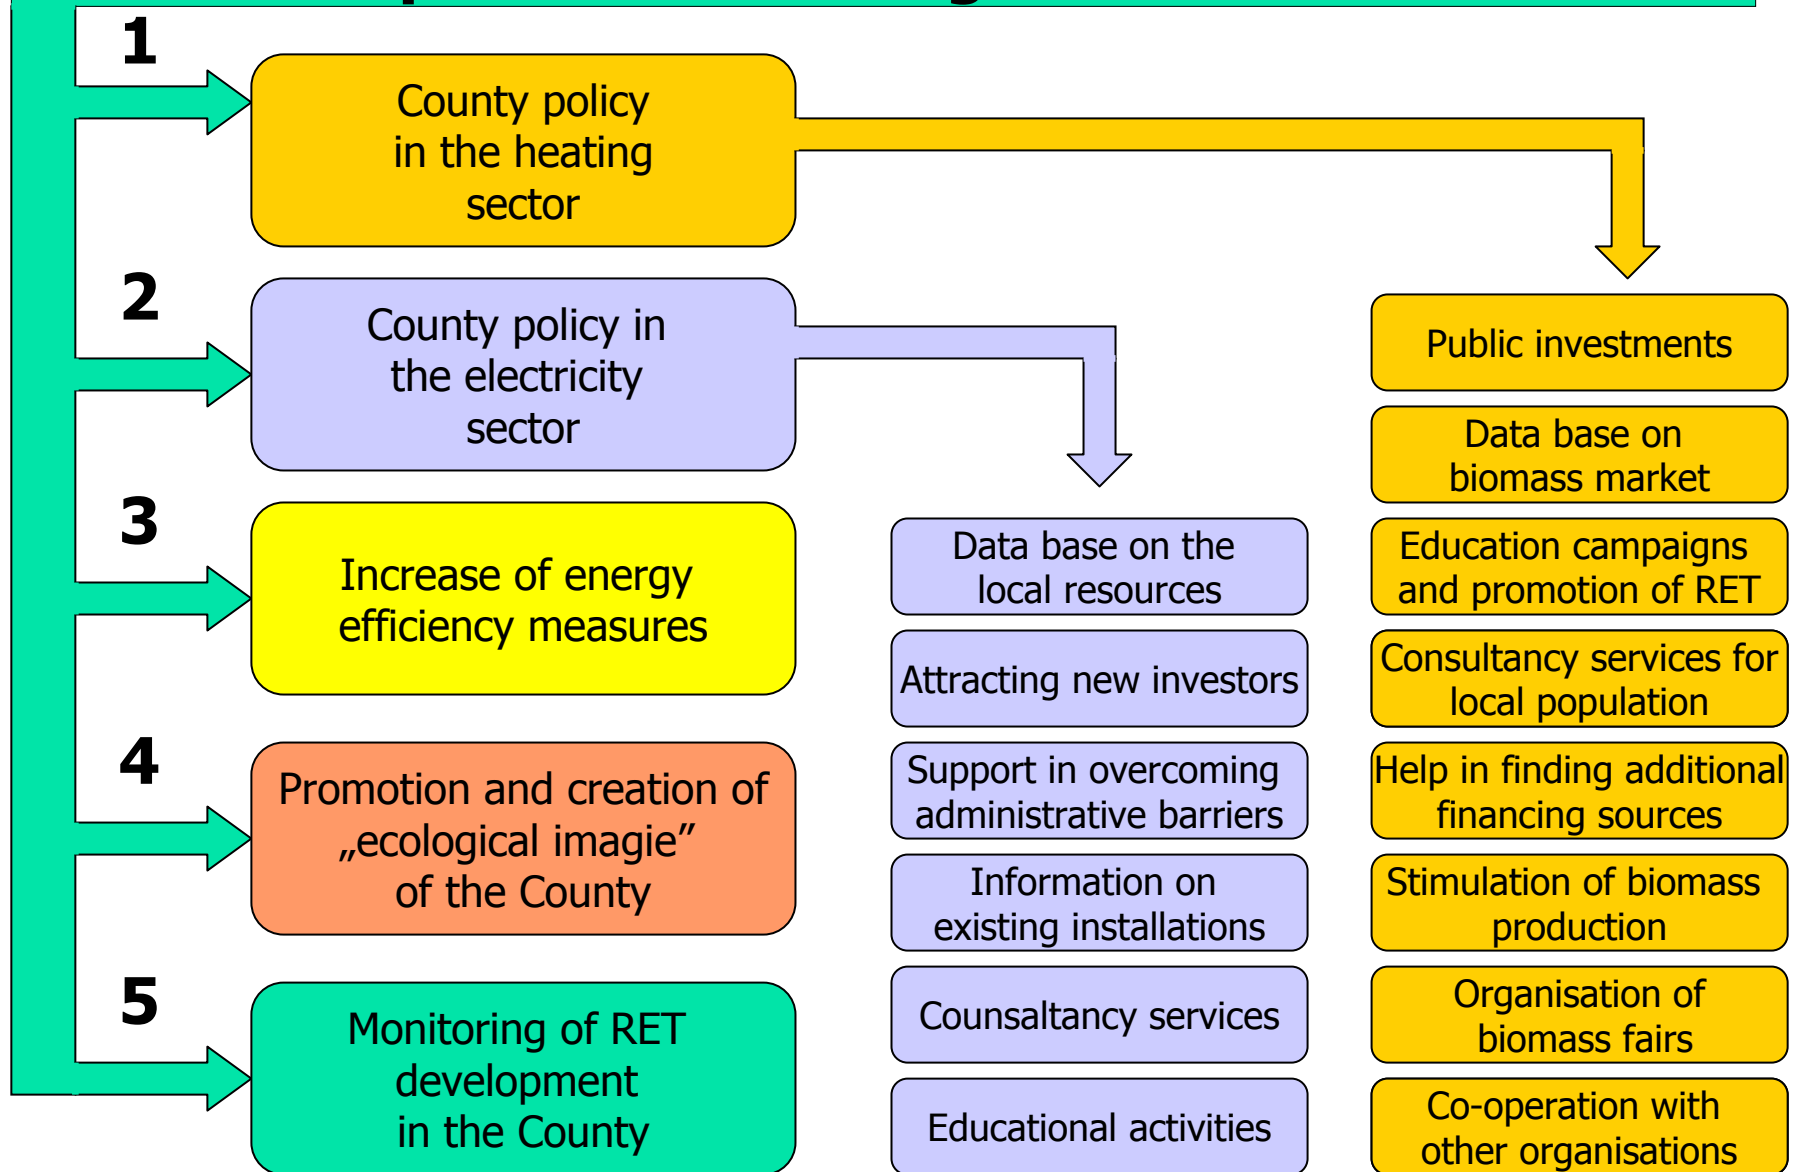 1
County policy
in the heating
sector
2
County policy in
the electricity
sector
3
Increase of energy
efficiency measures
4
Promotion and creation of
„ecological imagie”
of the County
5
Monitoring of RET
development
in the County
Data base on the
local resources
Attracting new investors
Support in overcoming
administrative barriers
Information on
existing installations
Counsaltancy services
Educational activities
Public investments
Data base on
biomass market
Education campaigns
and promotion of RET
Consultancy services for
local population
Help in finding additional
financing sources
Stimulation of biomass
production
Organisation of
biomass fairs
Co-operation with
other organisations